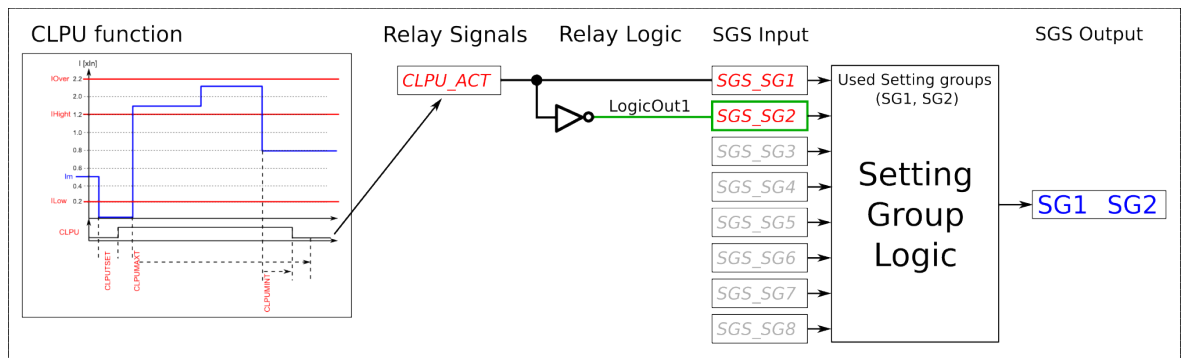 CLPU function
Relay Signals
Relay Logic
SGS Input
SGS Output
I [xIn]
IOver
2.2
2.0
IHight
1.2
1.0
0.8
0.6
Im
0.4
ILow
0.2
CLPU
CLPUTSET
CLPUMAXT
CLPUMINT
CLPU_ACT
LogicOut1
SGS_SG1
SGS_SG2
SGS_SG3
SGS_SG4
SGS_SG5
SGS_SG6
SGS_SG7
SGS_SG8
Used Setting groups
(SG1, SG2)
Setting
Group
Logic
SG1 SG2